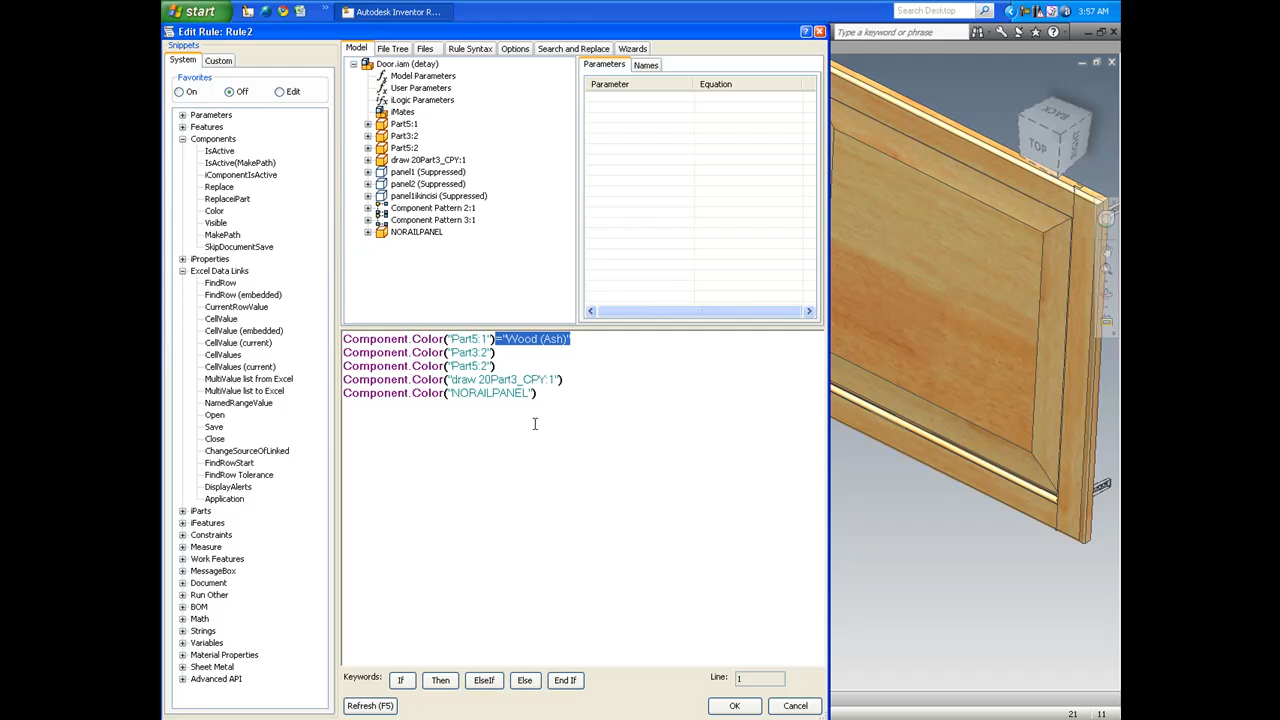 start
»
Autodesk Inventor R...
Search Desktop
3:57 AM
Edit Rule: Rule2
Type a keyword or phrase
Snippets
System
Custom
Favorites
On
Off
Edit
Parameters
Features
Components
IsActive
IsActive(MakePath)
iComponentIsActive
Replace
ReplaceiPart
Color
Visible
MakePath
SkipDocumentSave
iProperties
Excel Data Links
FindRow
FindRow (embedded)
CurrentRowValue
CellValue
CellValue (embedded)
CellValue (current)
CellValues
CellValues (current)
MultiValue list from Excel
MultiValue list to Excel
NamedRangeValue
Open
Save
Close
ChangeSourceOfLinked
FindRowStart
FindRow Tolerance
DisplayAlerts
Application
iParts
iFeatures
Constraints
Measure
Work Features
MessageBox
Document
Run Other
BOM
Math
Strings
Variables
Material Properties
Sheet Metal
Advanced API
Model
File Tree
Files
Rule Syntax
Options
Search and Replace
Wizards
Door.iam (detay)
Model Parameters
User Parameters
iLogic Parameters
iMates
Part5:1
Part3:2
Part5:2
draw 20Part3_CPY:1
panel1 (Suppressed)
panel2 (Suppressed)
panel1ikincisi (Suppressed)
Component Pattern 2:1
Component Pattern 3:1
NORAILPANEL
Parameters
Names
Parameter
Equation
Component.Color("Part5:1")="Wood (Ash)"
Component.Color("Part3:2")
Component.Color("Part5:2")
Component.Color("draw 20Part3_CPY:1")
Component.Color("NORAILPANEL")
Keywords:
If
Then
ElseIf
Else
End If
Line:
1
Refresh (F5)
OK
Cancel
BACK
TOP
RIGHT
21
11